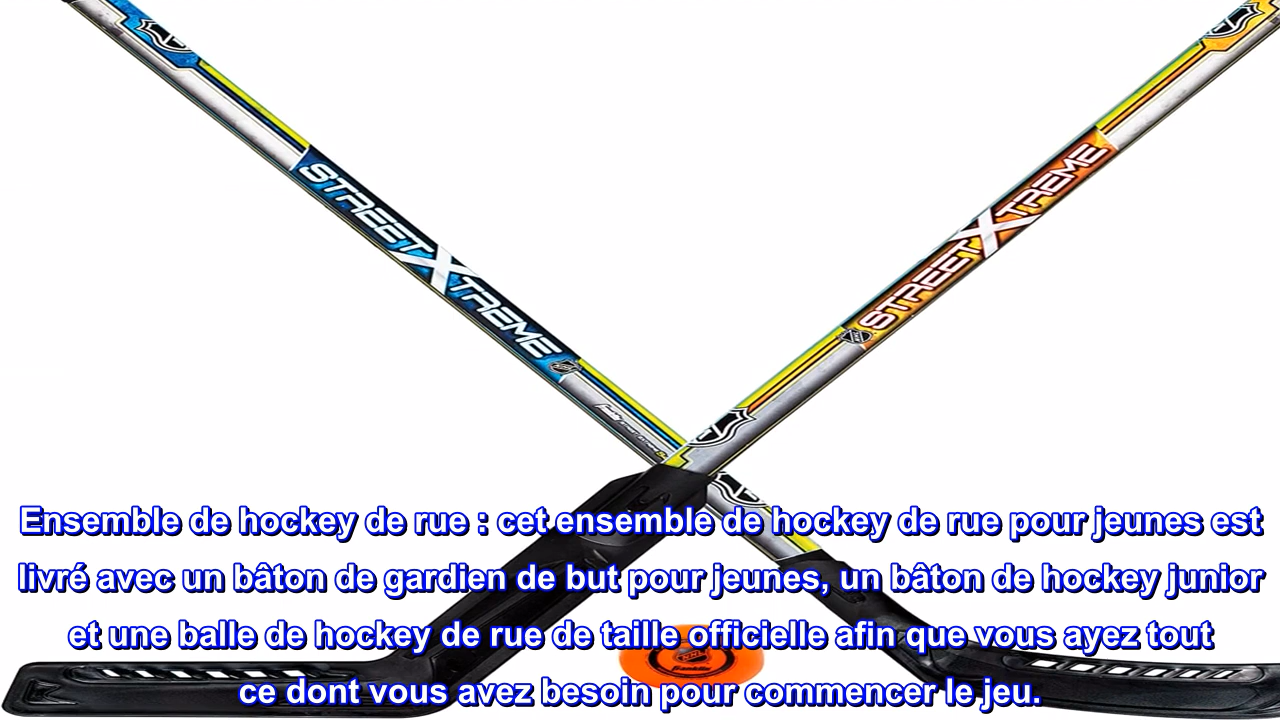 STREET XTREME
STREET XTREME
Ensemble de hockey de rue : cet ensemble de hockey de rue pour jeunes est
livré avec un bâton de gardien de but pour jeunes, un bâton de hockey junior
et une balle de hockey de rue de taille officielle afin que vous ayez tout
ce dont vous avez besoin pour commencer le jeu.